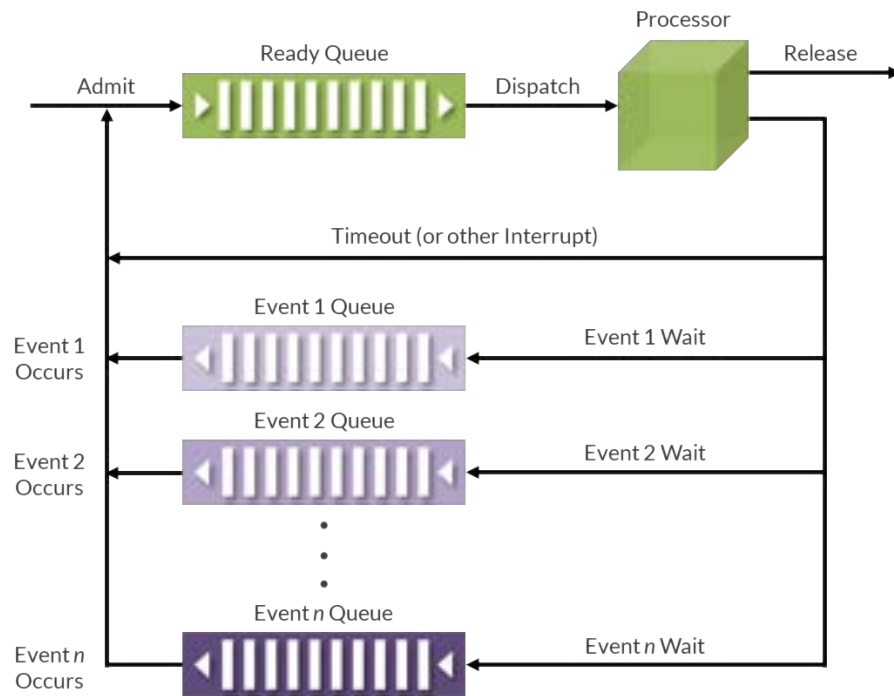 Processor
Ready Queue
Release
Admit
Dispatch
Timeout (or other Interrupt)
Event 1 Queue
Event 1
Occurs
Event 1 Wait
Event 2 Queue
Event 2
Occurs
Event 2 Wait
Event n Queue
Event n
Occurs
Event n Wait